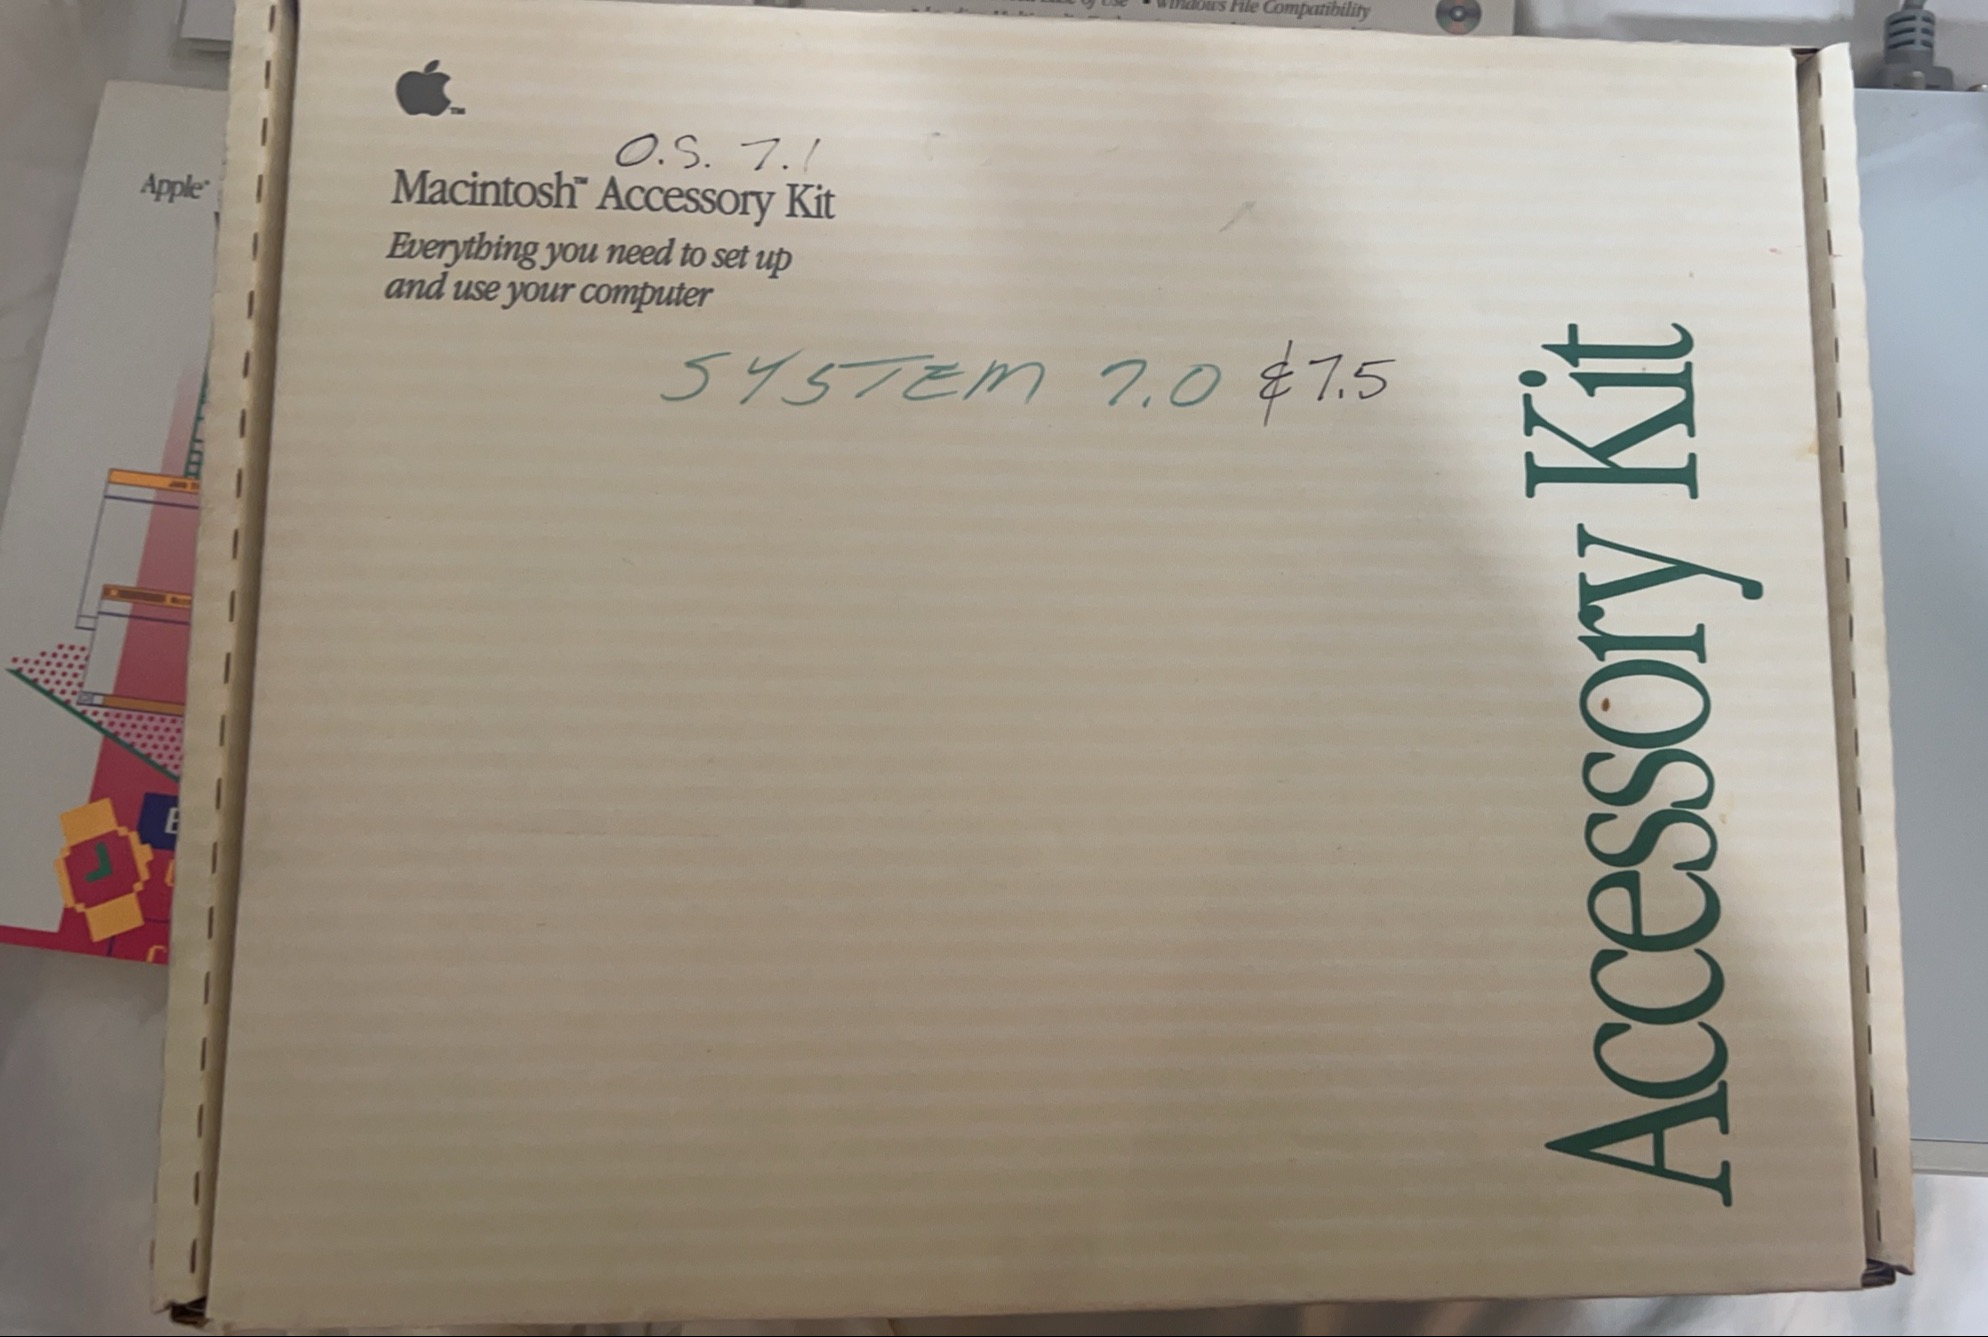 Windows File Compatibility
Apple
™
O.S. 7.1
Macintosh™ Accessory Kit
Everything you need to set up
and use your computer
SYSTEM 7.0 & 7.5
Accessory Kit